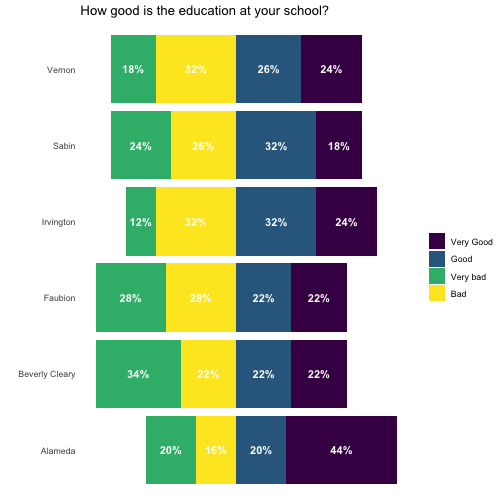 How good is the education at your school?
Vernon
18% 32% 26% 24%
Sabin
24% 26% 32% 18%
Irvington
12% 32% 32% 24%
Very Good
Good
Very bad
Bad
Faubion
28% 28% 22% 22%
Beverly Cleary
34% 22% 22% 22%
Alameda
20% 16% 20% 44%